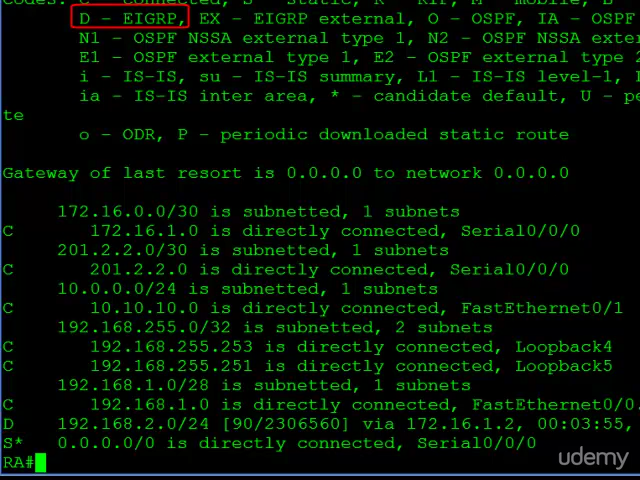 Codes: C - connected, S - static, R - RIP, M - mobile, B -
D - EIGRP, EX - EIGRP external, O - OSPF, IA - OSPF
N1 - OSPF NSSA external type 1, N2 - OSPF NSSA exte
E1 - OSPF external type 1, E2 - OSPF external type
i - IS-IS, su - IS-IS summary, L1 - IS-IS level-1,
ia - IS-IS inter area, * - candidate default, U - pe
te
o - ODR, P - periodic downloaded static route
Gateway of last resort is 0.0.0.0 to network 0.0.0.0
172.16.0.0/30 is subnetted, 1 subnets
C 172.16.1.0 is directly connected, Serial0/0/0
201.2.2.0/30 is subnetted, 1 subnets
C 201.2.2.0 is directly connected, Serial0/0/0
10.0.0.0/24 is subnetted, 1 subnets
C 10.10.10.0 is directly connected, FastEthernet0/1
192.168.255.0/32 is subnetted, 2 subnets
C 192.168.255.253 is directly connected, Loopback4
C 192.168.255.251 is directly connected, Loopback5
192.168.1.0/28 is subnetted, 1 subnets
C 192.168.1.0 is directly connected, FastEthernet0/0.
D 192.168.2.0/24 [90/2306560] via 172.16.1.2, 00:03:55,
S* 0.0.0.0/0 is directly connected, Serial0/0/0
RA#
udemy